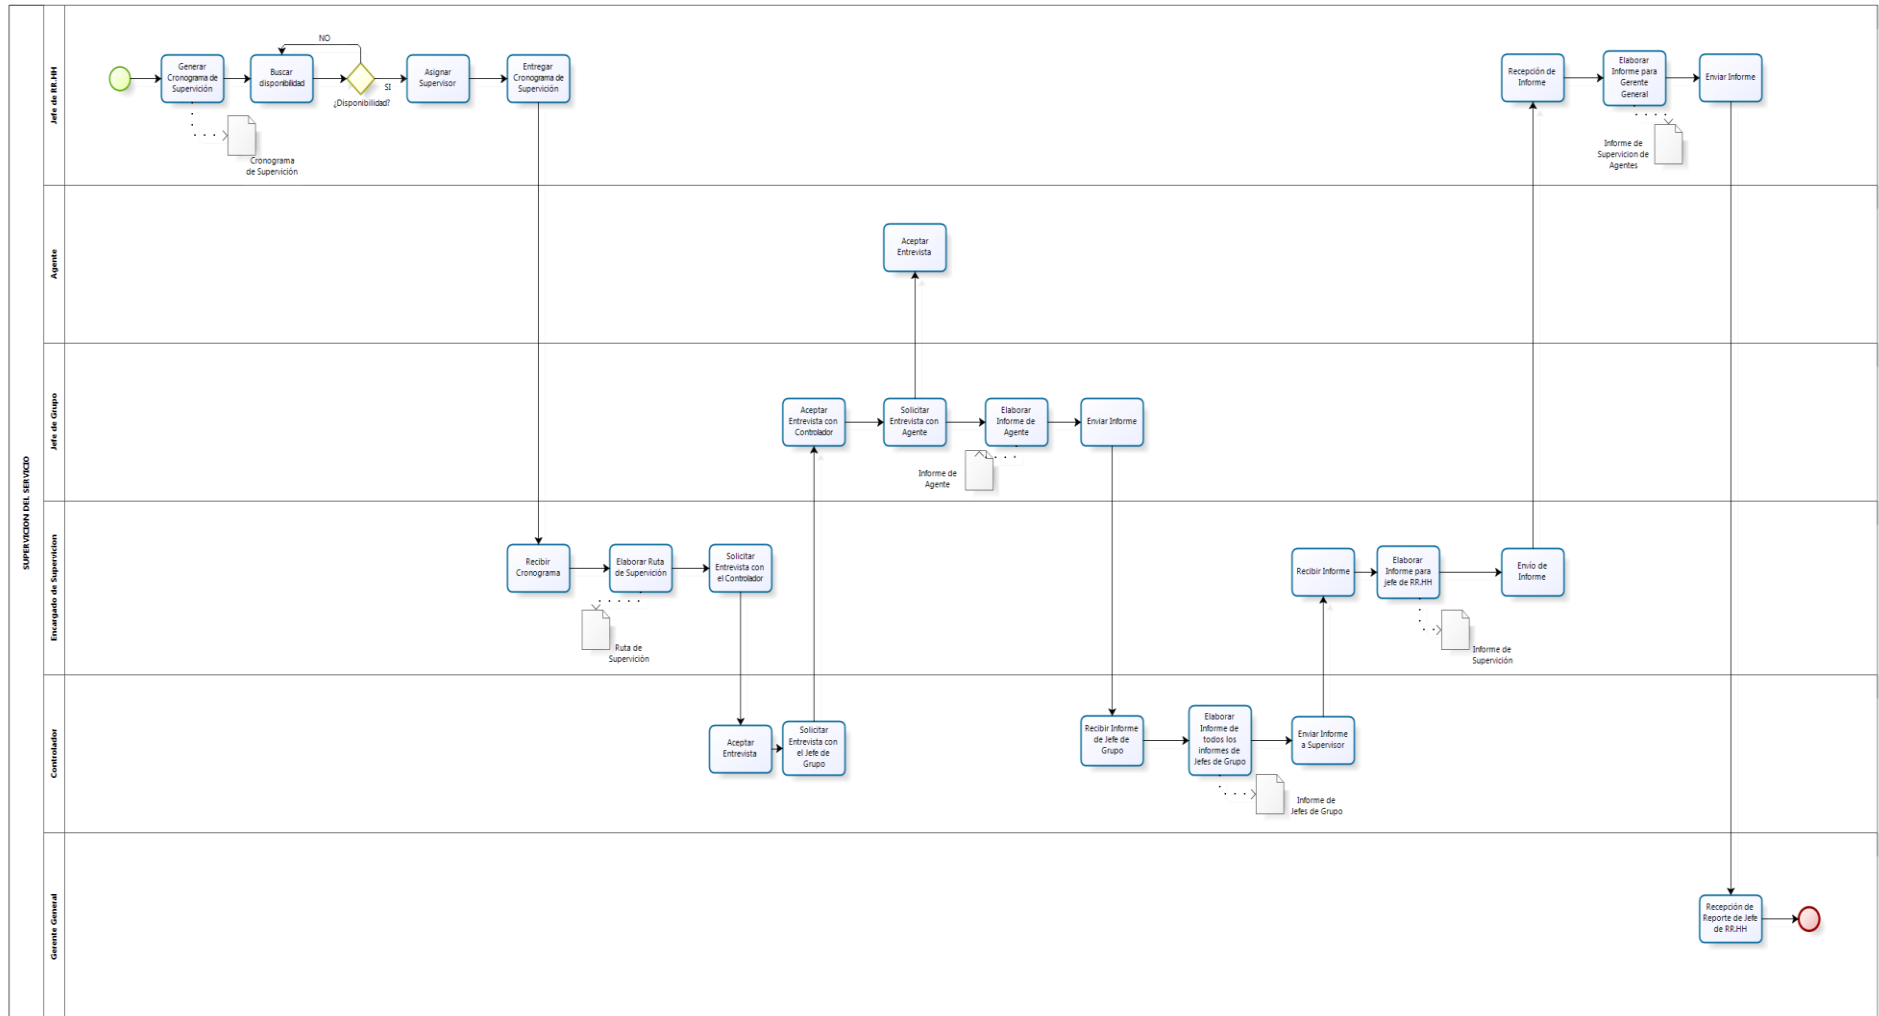 SUPERVICION DEL SERVICIO
Jefe de RR.HH
Generar
Cronograma de
Supervición
Buscar
disponibilidad
NO
SI
¿Disponibilidad?
Asignar
Supervisor
Entregar
Cronograma de
Supervición
Cronograma
de Supervición
Recepción de
Informe
Elaborar
Informe para
Gerente
General
Enviar Informe
Informe de
Supervicion de
Agentes
Agente
Aceptar
Entrevista
Jefe de Grupo
Aceptar
Entrevista con
Controlador
Solicitar
Entrevista con
Agente
Elaborar
Informe de
Agente
Enviar Informe
Informe de
Agente
Encargado de Supervicion
Recibir
Cronograma
Elaborar Ruta
de Supervición
Solicitar
Entrevista con
el Controlador
Ruta de
Supervición
Recibir Informe
Elaborar
Informe para
jefe de RR.HH
Envío de
Informe
Informe de
Supervición
Controlador
Aceptar
Entrevista
Solicitar
Entrevista con
el Jefe de
Grupo
Recibir Informe
de Jefe de
Grupo
Elaborar
Informe de
todos los
informes de
Jefes de Grupo
Enviar Informe
a Supervisor
Informe de
Jefes de Grupo
Gerente General
Recepción de
Reporte de Jefe
de RR.HH